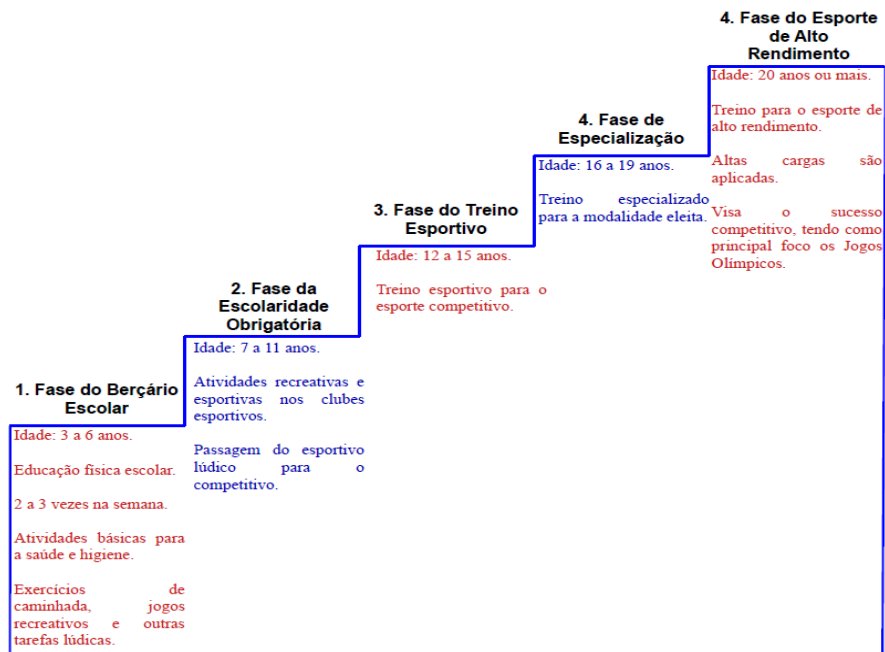 1. Fase do Berçário
Escolar
Idade: 3 a 6 anos.
Educação física escolar.
2 a 3 vezes na semana.
Atividades básicas para
a saúde e higiene.
Exercícios de
caminhada, jogos
recreativos e outras
tarefas lúdicas.
2. Fase da
Escolaridade
Obrigatória
Idade: 7 a 11 anos.
Atividades recreativas e
esportivas nos clubes
esportivos.
Passagem do esportivo
lúdico para o
competitivo.
3. Fase do Treino
Esportivo
Idade: 12 a 15 anos.
Treino esportivo para o
esporte competitivo.
4. Fase de
Especialização
Idade: 16 a 19 anos.
Treino especializado
para a modalidade eleita.
4. Fase do Esporte
de Alto
Rendimento
Idade: 20 anos ou mais.
Treino para o esporte de
alto rendimento.
Altas cargas são
aplicadas.
Visa o sucesso
competitivo, tendo como
principal foco os Jogos
Olímpicos.